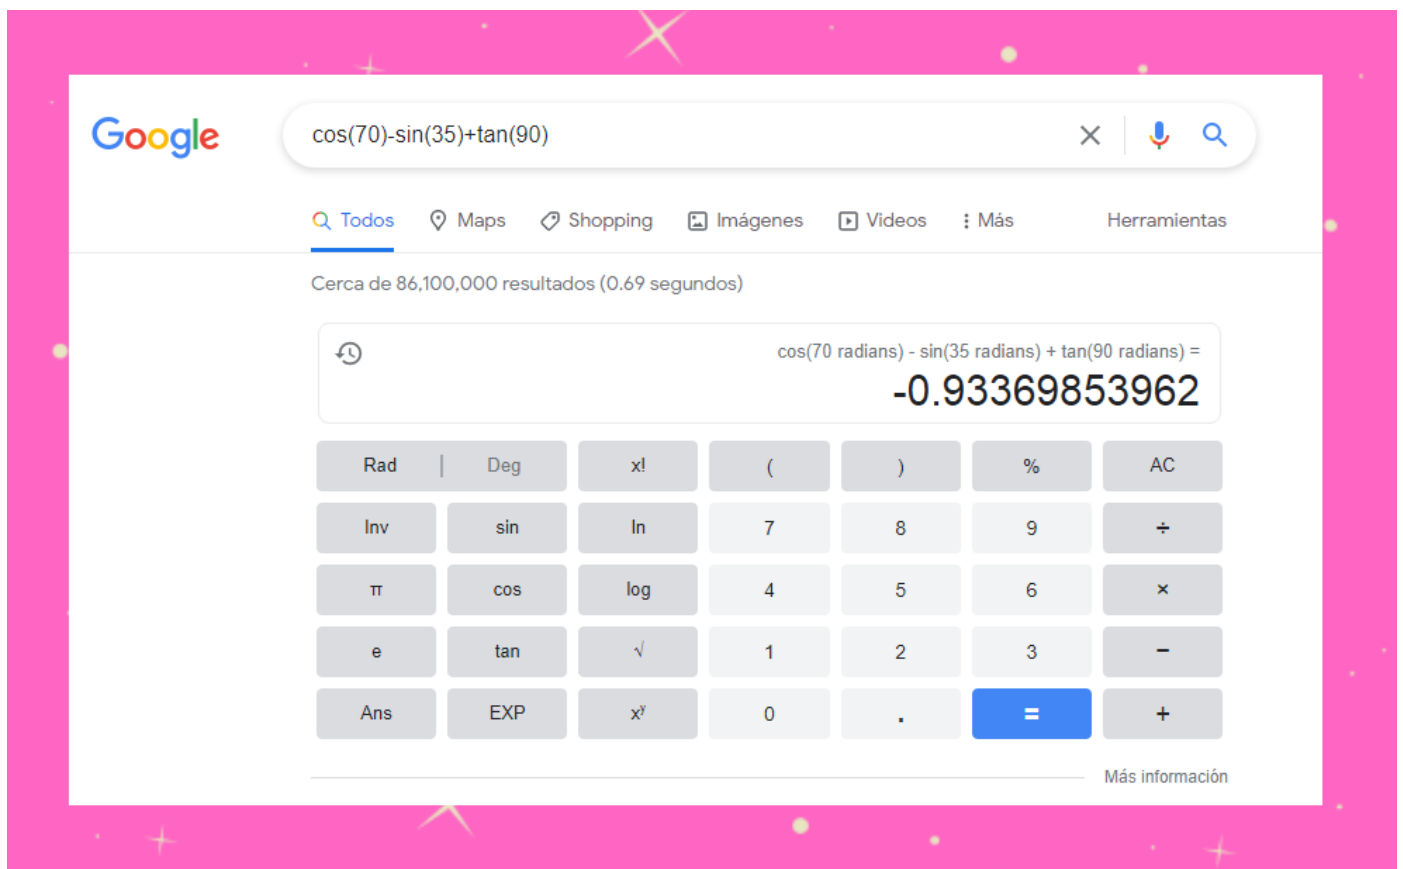 Google cos(70)-sin(35)+tan(90)
Todos Maps Shopping Imágenes Videos Más Herramientas
Cerca de 86,100,000 resultados (0.69 segundos)
cos(70 radians) - sin(35 radians) + tan(90 radians) =
-0.93369853962
Rad | Deg x! ( ) % AC
Inv sin ln 7 8 9 ÷
π cos log 4 5 6 ×
e tan √ 1 2 3 −
Ans EXP xʸ 0 . = +
Más información